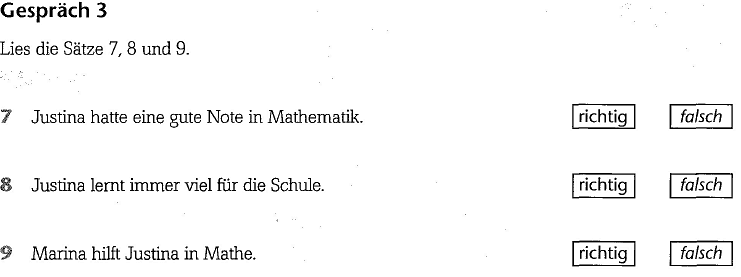 Gespräch 3
Lies die Sätze 7, 8 und 9.
7 Justina hatte eine gute Note in Mathematik. richtig falsch
8 Justina lernt immer viel für die Schule. richtig falsch
9 Marina hilft Justina in Mathe. richtig falsch